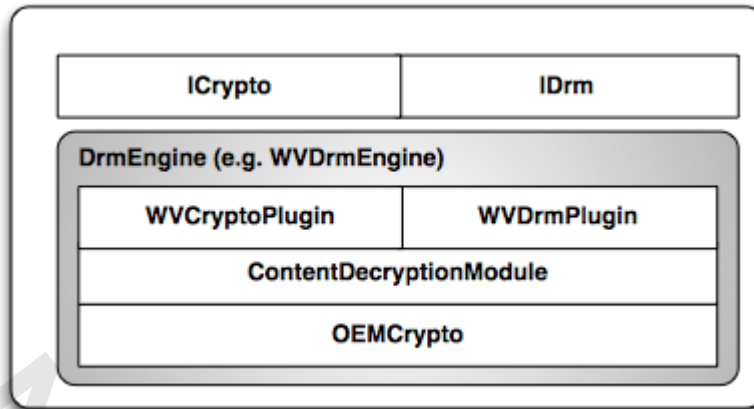 ICrypto IDrm
DrmEngine (e.g. WVDrmEngine)
WVCryptoPlugin WVDrmPlugin
ContentDecryptionModule
OEMCrypto